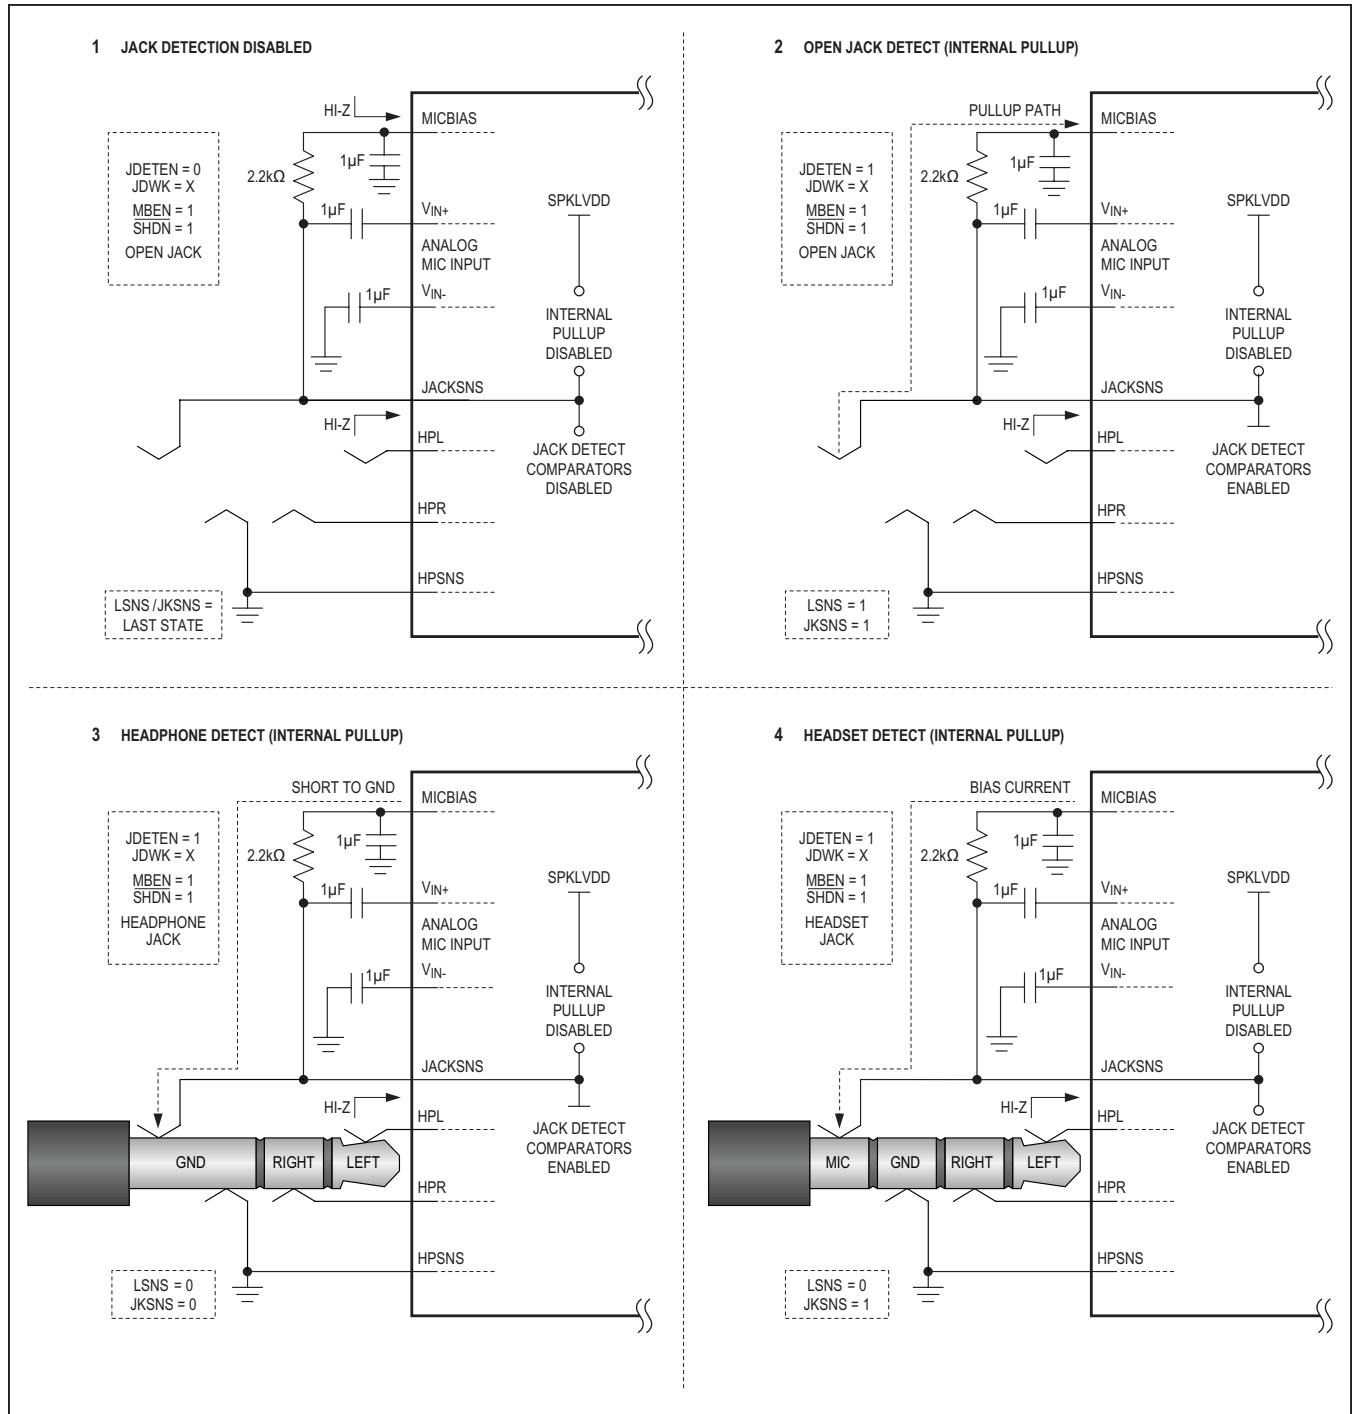 1 JACK DETECTION DISABLED
HI-Z
MICBIAS
JDETEN = 0
JDWK = X
MBEN = 1
SHDN = 1
OPEN JACK
2.2kΩ
1µF
1µF
VIN+
SPKLVDD
ANALOG
MIC INPUT
1µF
VIN-
INTERNAL
PULLUP
DISABLED
JACKSNS
HI-Z
HPL
JACK DETECT
COMPARATORS
DISABLED
HPR
HPSNS
LSNS /JKSNS =
LAST STATE
2 OPEN JACK DETECT (INTERNAL PULLUP)
PULLUP PATH
MICBIAS
JDETEN = 1
JDWK = X
MBEN = 1
SHDN = 1
OPEN JACK
2.2kΩ
1µF
1µF
VIN+
SPKLVDD
ANALOG
MIC INPUT
1µF
VIN-
INTERNAL
PULLUP
DISABLED
JACKSNS
HI-Z
HPL
JACK DETECT
COMPARATORS
ENABLED
HPR
HPSNS
LSNS = 1
JKSNS = 1
3 HEADPHONE DETECT (INTERNAL PULLUP)
SHORT TO GND
MICBIAS
JDETEN = 1
JDWK = X
MBEN = 1
SHDN = 1
HEADPHONE
JACK
2.2kΩ
1µF
1µF
VIN+
SPKLVDD
ANALOG
MIC INPUT
1µF
VIN-
INTERNAL
PULLUP
DISABLED
JACKSNS
HI-Z
HPL
JACK DETECT
COMPARATORS
ENABLED
GND
RIGHT
LEFT
HPR
HPSNS
LSNS = 0
JKSNS = 0
4 HEADSET DETECT (INTERNAL PULLUP)
BIAS CURRENT
MICBIAS
JDETEN = 1
JDWK = X
MBEN = 1
SHDN = 1
HEADSET
JACK
2.2kΩ
1µF
1µF
VIN+
SPKLVDD
ANALOG
MIC INPUT
1µF
VIN-
INTERNAL
PULLUP
DISABLED
JACKSNS
HI-Z
HPL
JACK DETECT
COMPARATORS
ENABLED
MIC
GND
RIGHT
LEFT
HPR
HPSNS
LSNS = 0
JKSNS = 1